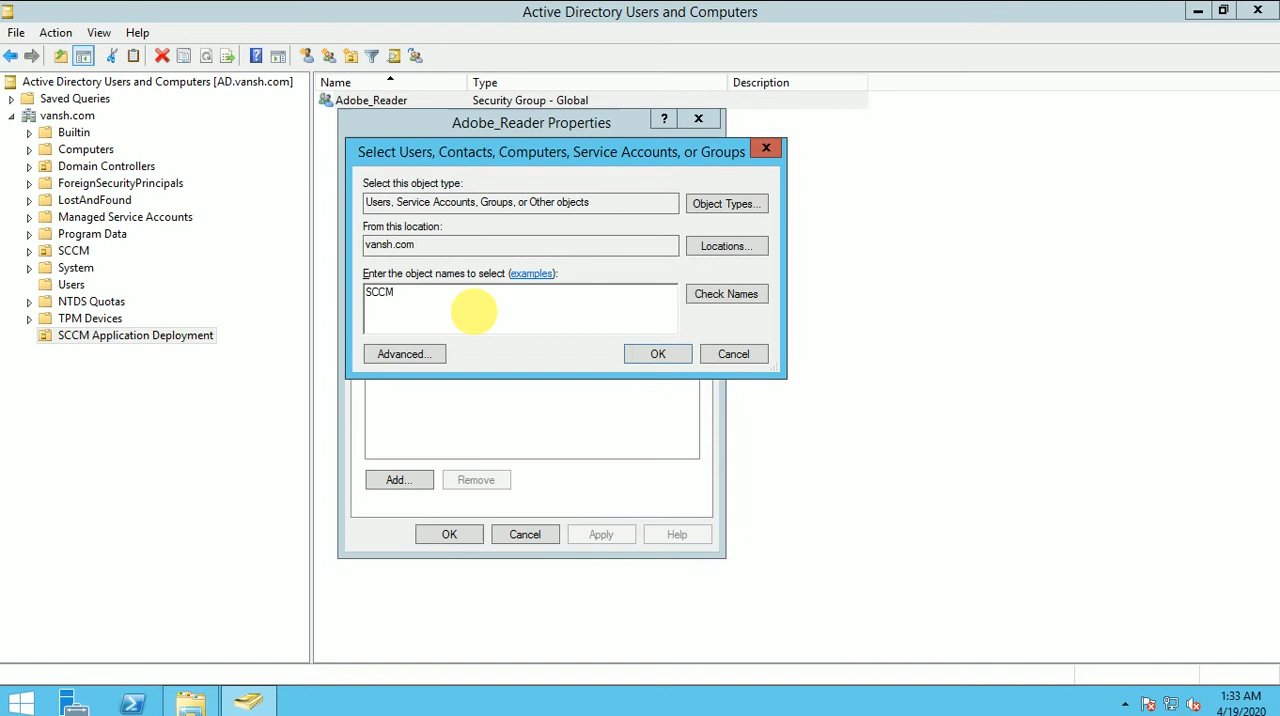 Active Directory Users and Computers
File Action View Help
Active Directory Users and Computers [AD.vansh.com]
Saved Queries
vansh.com
Builtin
Computers
Domain Controllers
ForeignSecurityPrincipals
LostAndFound
Managed Service Accounts
Program Data
SCCM
System
Users
NTDS Quotas
TPM Devices
SCCM Application Deployment
Name Type Description
Adobe_Reader Security Group - Global
Adobe_Reader Properties ?
Select Users, Contacts, Computers, Service Accounts, or Groups
Select this object type:
Users, Service Accounts, Groups, or Other objects Object Types...
From this location:
vansh.com Locations...
Enter the object names to select (examples):
SCCM Check Names
Advanced... OK Cancel
Add... Remove
OK Cancel Apply Help
1:33 AM
4/19/2020